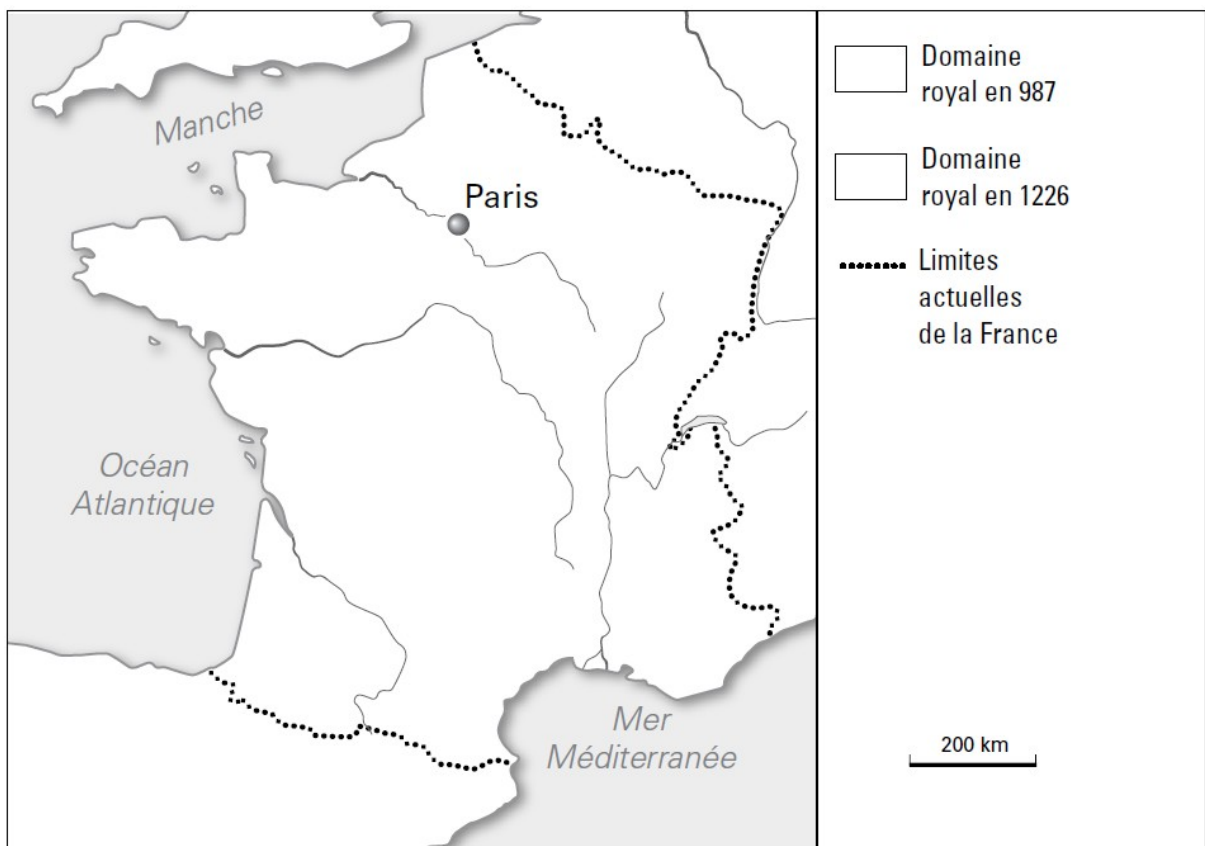 Manche
Paris
Océan
Atlantique
Mer
Méditerranée
Domaine
royal en 987
Domaine
royal en 1226
Limites
actuelles
de la France
200 km